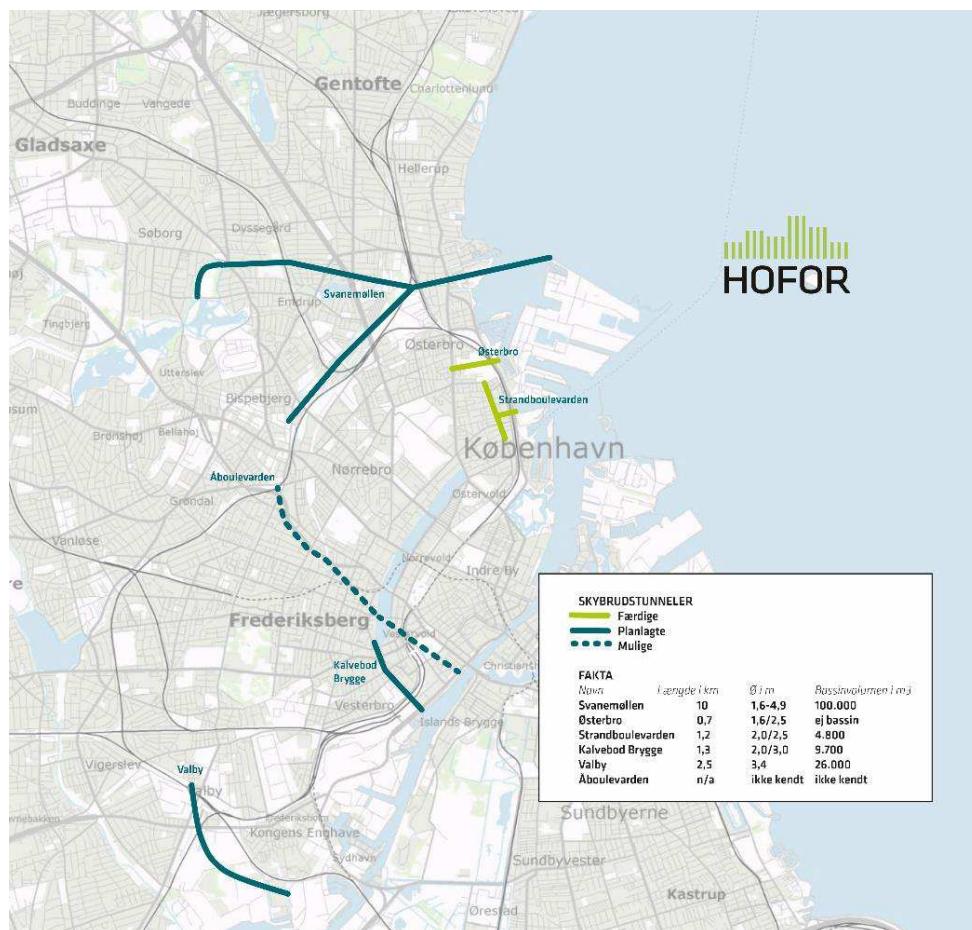 Jægersborg
Gentofte
Charlottenlund
Buddinge
Vangede
Gladsaxe
Hellerup
Dyssegård
Søborg
HOFOR
Svanemøllen
Emdrup
Tingbjerg
Østerbro
Østerbro
Utterslev
Strandboulevarden
Bispebjerg
Brønshøj
Bellahøj
København
Nørrebro
Åboulevarden
Grøndal
Østervold
Vanløse
Nørrevold
Indre By
Frederiksberg
Vestervold
Kalvebod
Brygge
Christiansh
Vesterbro
Islands Brygge
Vigerslev
Valby
Valby
Frederiksholm
Kongens Enghave
Sydhavn
Sundbyerne
Sundbyvester
Kastrup
Ørestad
SKYBRUDSTUNNELER
Færdige
Planlagte
Mulige
FAKTA
Navn Længde i km Ø i m Bassinvolumen i m3
Svanemøllen 10 1,6-4,9 100.000
Østerbro 0,7 1,6/2,5 ej bassin
Strandboulevarden 1,2 2,0/2,5 4.800
Kalvebod Brygge 1,3 2,0/3,0 9.700
Valby 2,5 3,4 26.000
Åboulevarden n/a ikke kendt ikke kendt